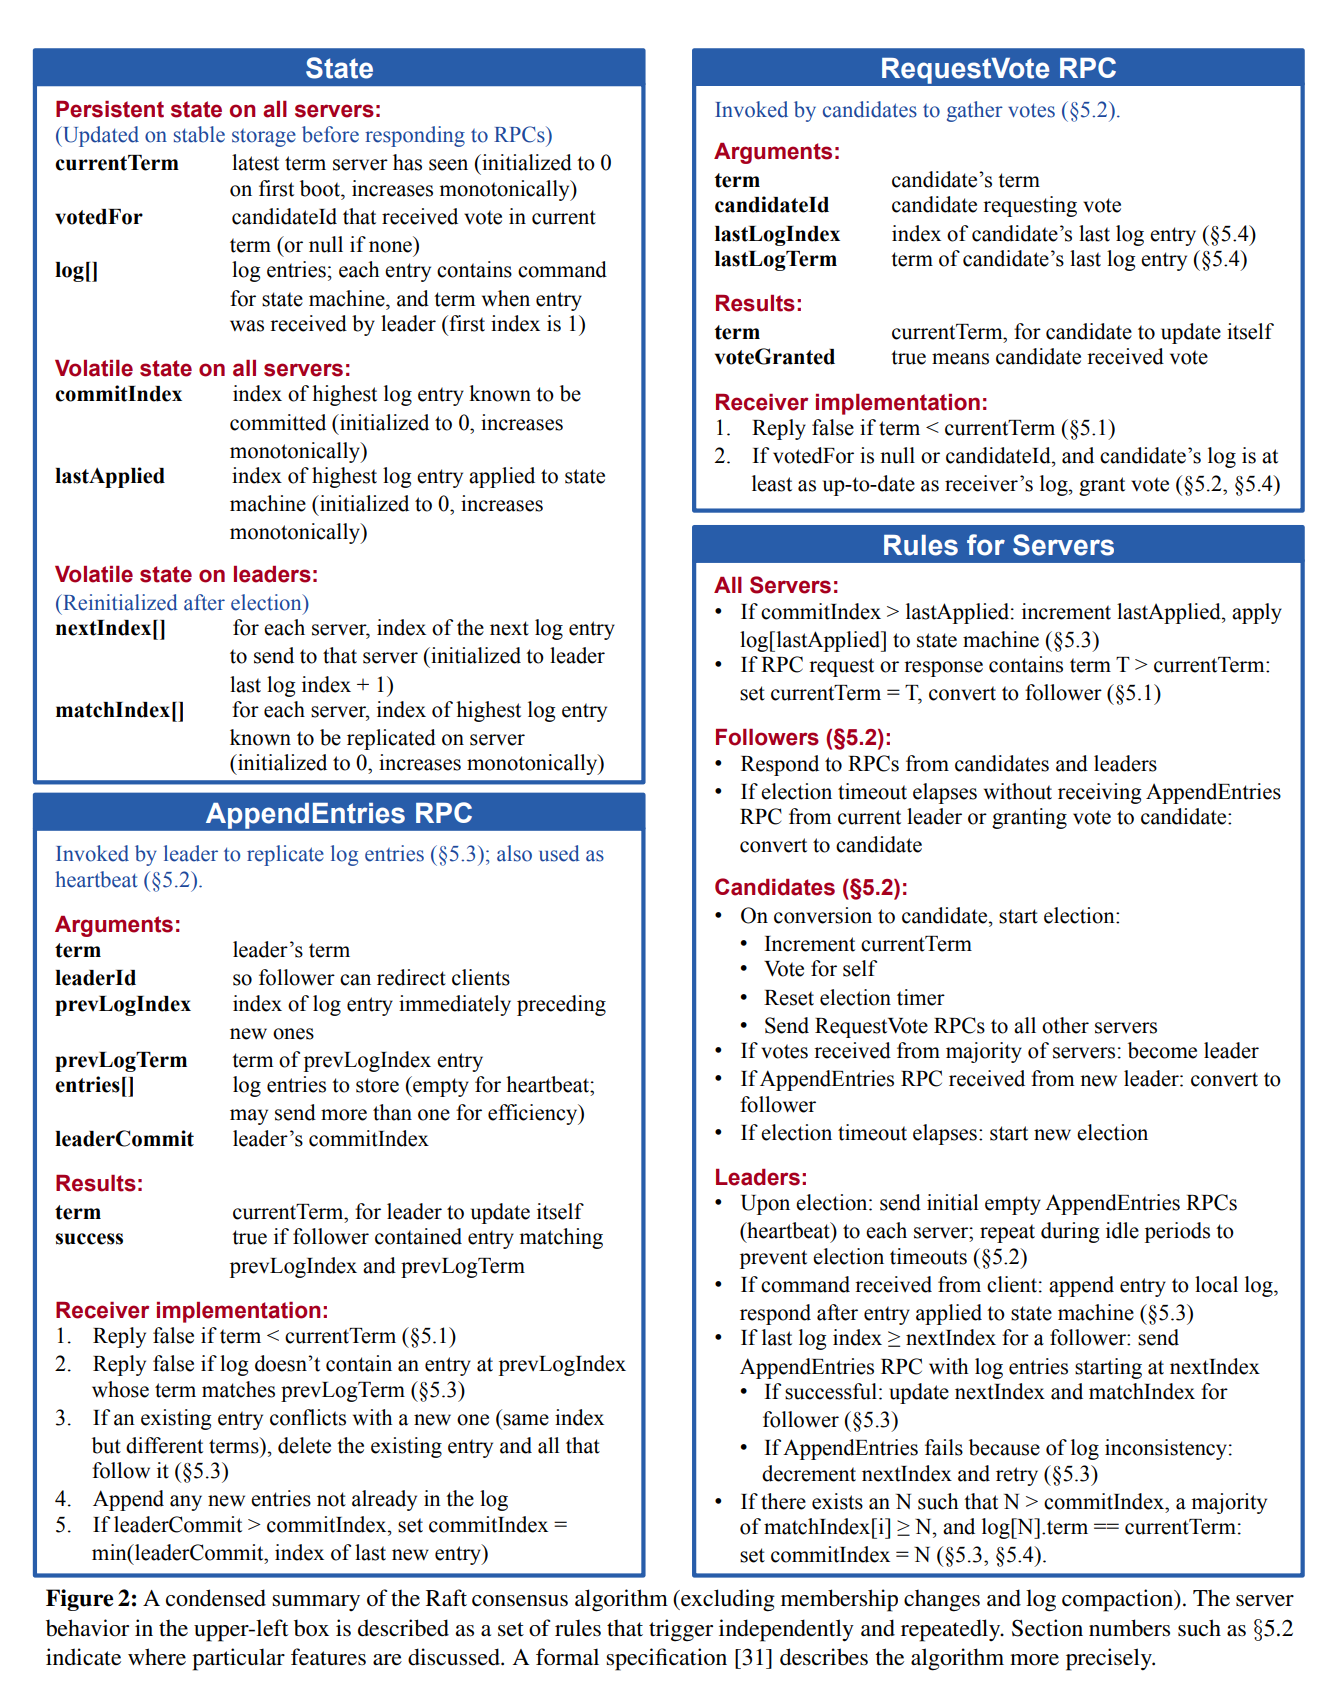 State
Persistent state on all servers:
(Updated on stable storage before responding to RPCs)
currentTerm latest term server has seen (initialized to 0
on first boot, increases monotonically)
votedFor candidateId that received vote in current
term (or null if none)
log[] log entries; each entry contains command
for state machine, and term when entry
was received by leader (first index is 1)
Volatile state on all servers:
commitIndex index of highest log entry known to be
committed (initialized to 0, increases
monotonically)
lastApplied index of highest log entry applied to state
machine (initialized to 0, increases
monotonically)
Volatile state on leaders:
(Reinitialized after election)
nextIndex[] for each server, index of the next log entry
to send to that server (initialized to leader
last log index + 1)
matchIndex[] for each server, index of highest log entry
known to be replicated on server
(initialized to 0, increases monotonically)
AppendEntries RPC
Invoked by leader to replicate log entries (§5.3); also used as
heartbeat (§5.2).
Arguments:
term leader’s term
leaderId so follower can redirect clients
prevLogIndex index of log entry immediately preceding
new ones
prevLogTerm term of prevLogIndex entry
entries[] log entries to store (empty for heartbeat;
may send more than one for efficiency)
leaderCommit leader’s commitIndex
Results:
term currentTerm, for leader to update itself
success true if follower contained entry matching
prevLogIndex and prevLogTerm
Receiver implementation:
1. Reply false if term < currentTerm (§5.1)
2. Reply false if log doesn’t contain an entry at prevLogIndex
whose term matches prevLogTerm (§5.3)
3. If an existing entry conflicts with a new one (same index
but different terms), delete the existing entry and all that
follow it (§5.3)
4. Append any new entries not already in the log
5. If leaderCommit > commitIndex, set commitIndex =
min(leaderCommit, index of last new entry)
RequestVote RPC
Invoked by candidates to gather votes (§5.2).
Arguments:
term candidate’s term
candidateId candidate requesting vote
lastLogIndex index of candidate’s last log entry (§5.4)
lastLogTerm term of candidate’s last log entry (§5.4)
Results:
term currentTerm, for candidate to update itself
voteGranted true means candidate received vote
Receiver implementation:
1. Reply false if term < currentTerm (§5.1)
2. If votedFor is null or candidateId, and candidate’s log is at
least as up-to-date as receiver’s log, grant vote (§5.2, §5.4)
Rules for Servers
All Servers:
• If commitIndex > lastApplied: increment lastApplied, apply
log[lastApplied] to state machine (§5.3)
• If RPC request or response contains term T > currentTerm:
set currentTerm = T, convert to follower (§5.1)
Followers (§5.2):
• Respond to RPCs from candidates and leaders
• If election timeout elapses without receiving AppendEntries
RPC from current leader or granting vote to candidate:
convert to candidate
Candidates (§5.2):
• On conversion to candidate, start election:
• Increment currentTerm
• Vote for self
• Reset election timer
• Send RequestVote RPCs to all other servers
• If votes received from majority of servers: become leader
• If AppendEntries RPC received from new leader: convert to
follower
• If election timeout elapses: start new election
Leaders:
• Upon election: send initial empty AppendEntries RPCs
(heartbeat) to each server; repeat during idle periods to
prevent election timeouts (§5.2)
• If command received from client: append entry to local log,
respond after entry applied to state machine (§5.3)
• If last log index ≥ nextIndex for a follower: send
AppendEntries RPC with log entries starting at nextIndex
• If successful: update nextIndex and matchIndex for
follower (§5.3)
• If AppendEntries fails because of log inconsistency:
decrement nextIndex and retry (§5.3)
• If there exists an N such that N > commitIndex, a majority
of matchIndex[i] ≥ N, and log[N].term == currentTerm:
set commitIndex = N (§5.3, §5.4).
Figure 2: A condensed summary of the Raft consensus algorithm (excluding membership changes and log compaction). The server
behavior in the upper-left box is described as a set of rules that trigger independently and repeatedly. Section numbers such as §5.2
indicate where particular features are discussed. A formal specification [31] describes the algorithm more precisely.